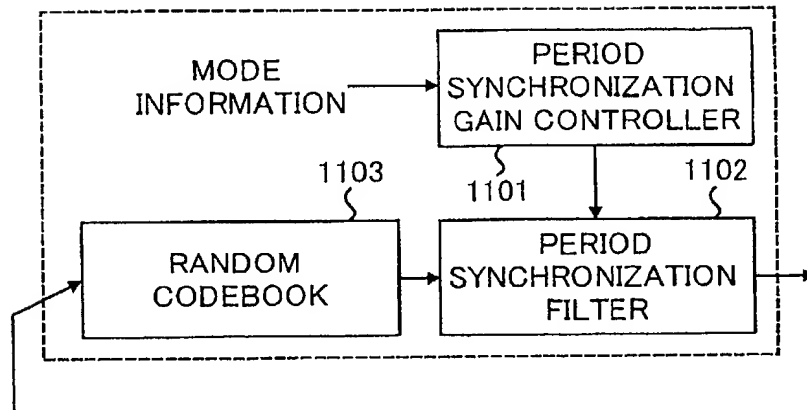 MODE
INFORMATION
PERIOD
SYNCHRONIZATION
GAIN CONTROLLER
1101
1103
1102
RANDOM
CODEBOOK
PERIOD
SYNCHRONIZATION
FILTER